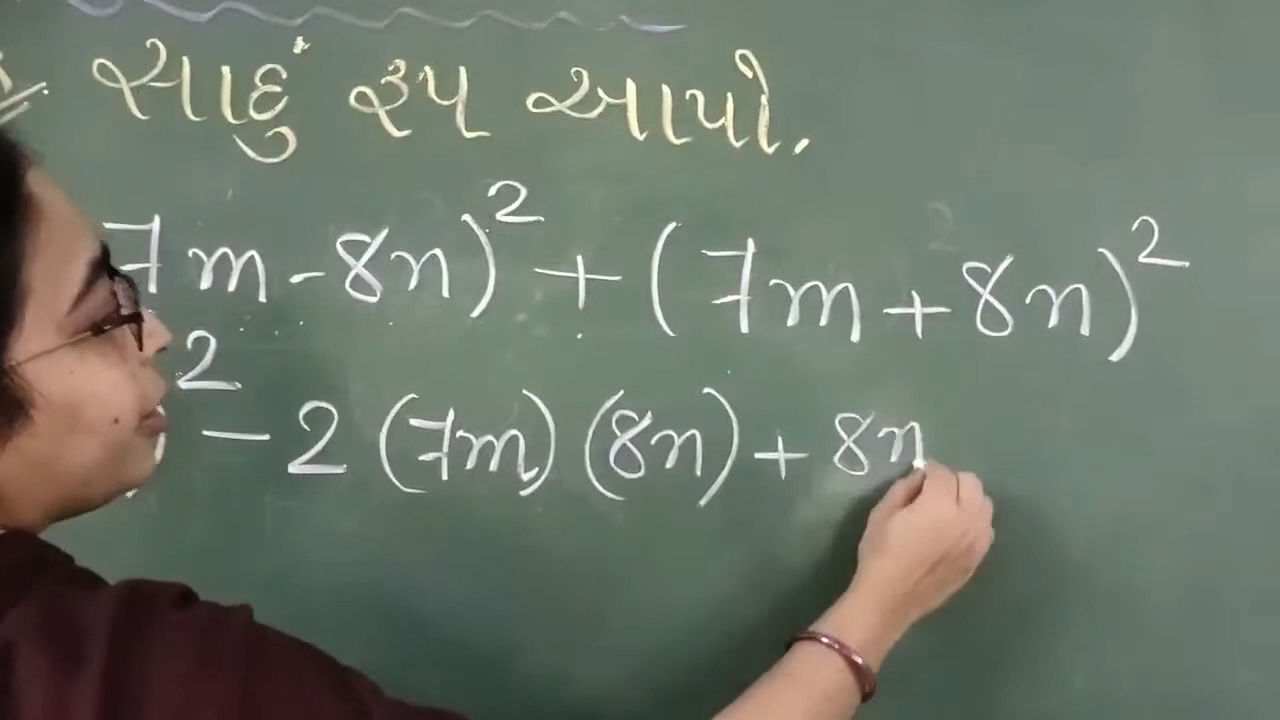 સાદું રૂપ આપો.
7m - 8n)² + (7m + 8n)²
² - 2 (7m) (8n) + 8n